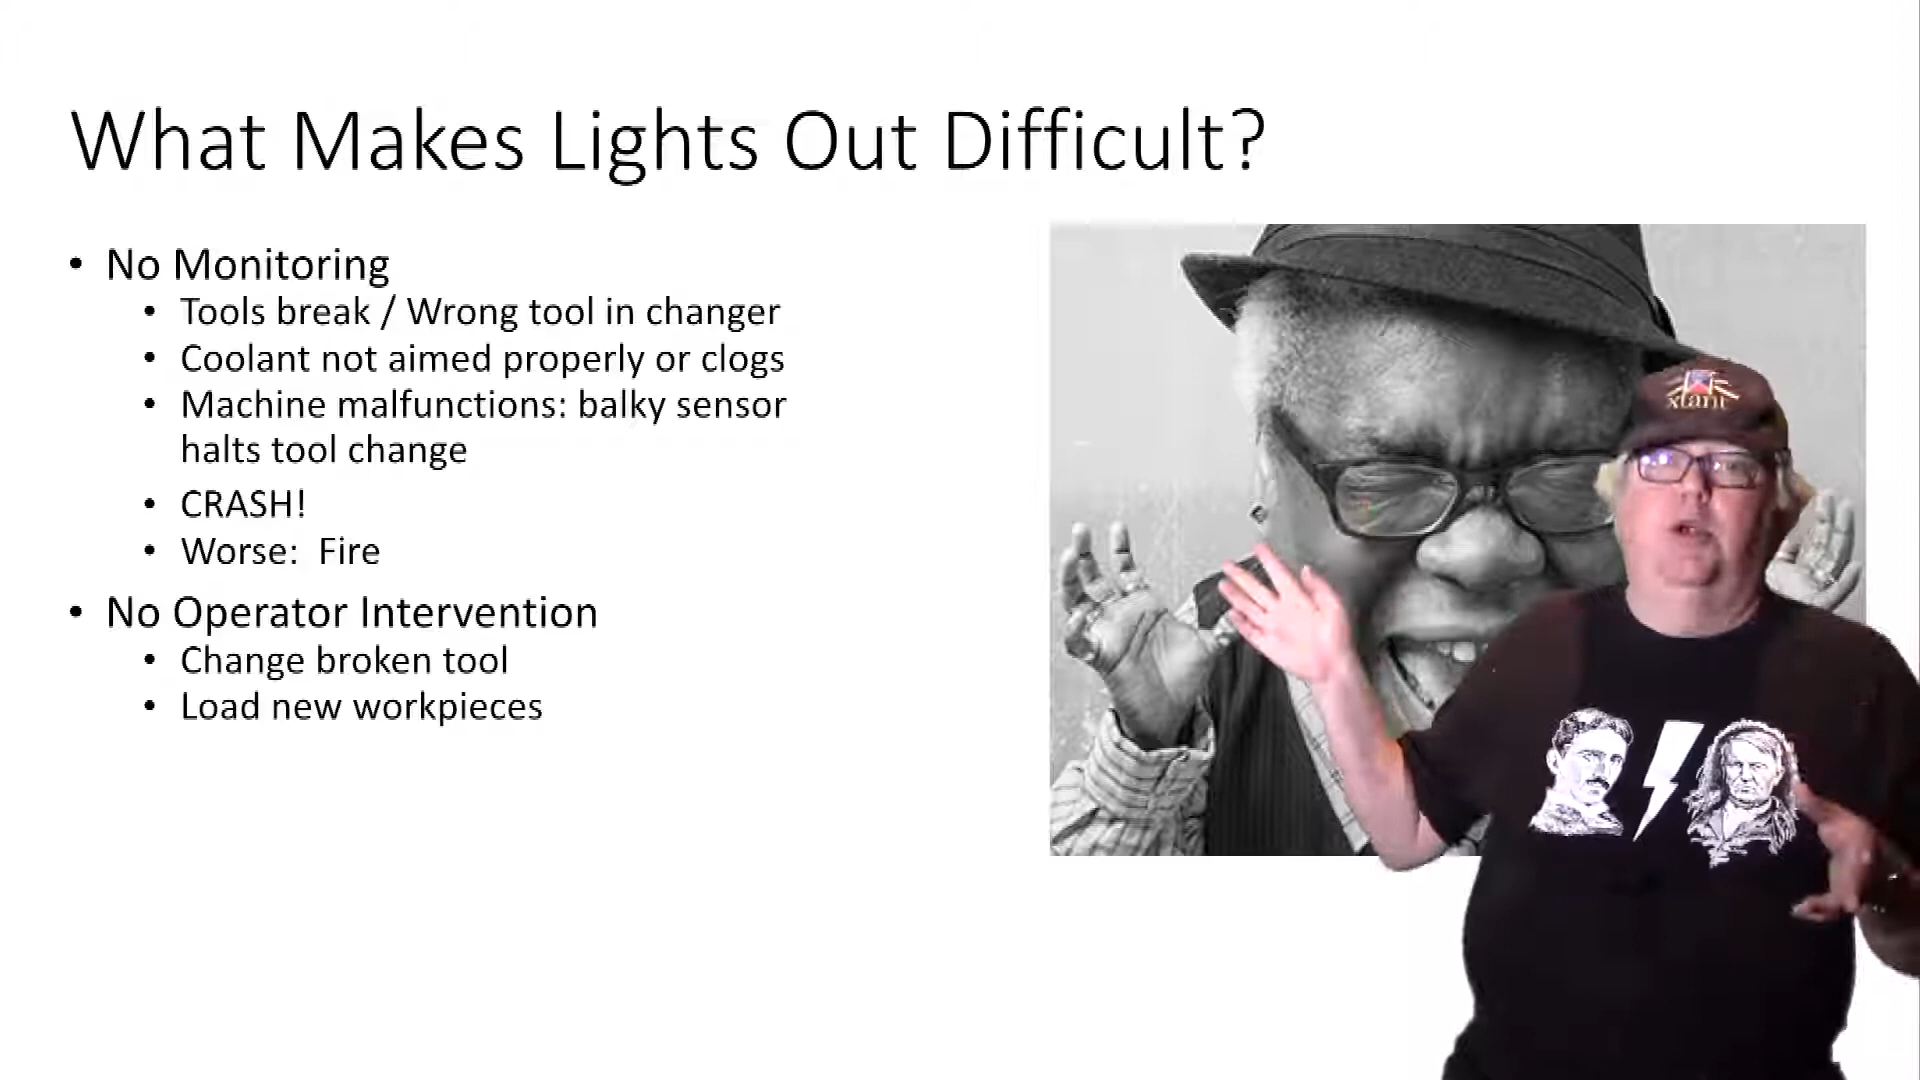 What Makes Lights Out Difficult?
• No Monitoring
• Tools break / Wrong tool in changer
• Coolant not aimed properly or clogs
• Machine malfunctions: balky sensor
halts tool change
• CRASH!
• Worse: Fire
• No Operator Intervention
• Change broken tool
• Load new workpieces
xtant